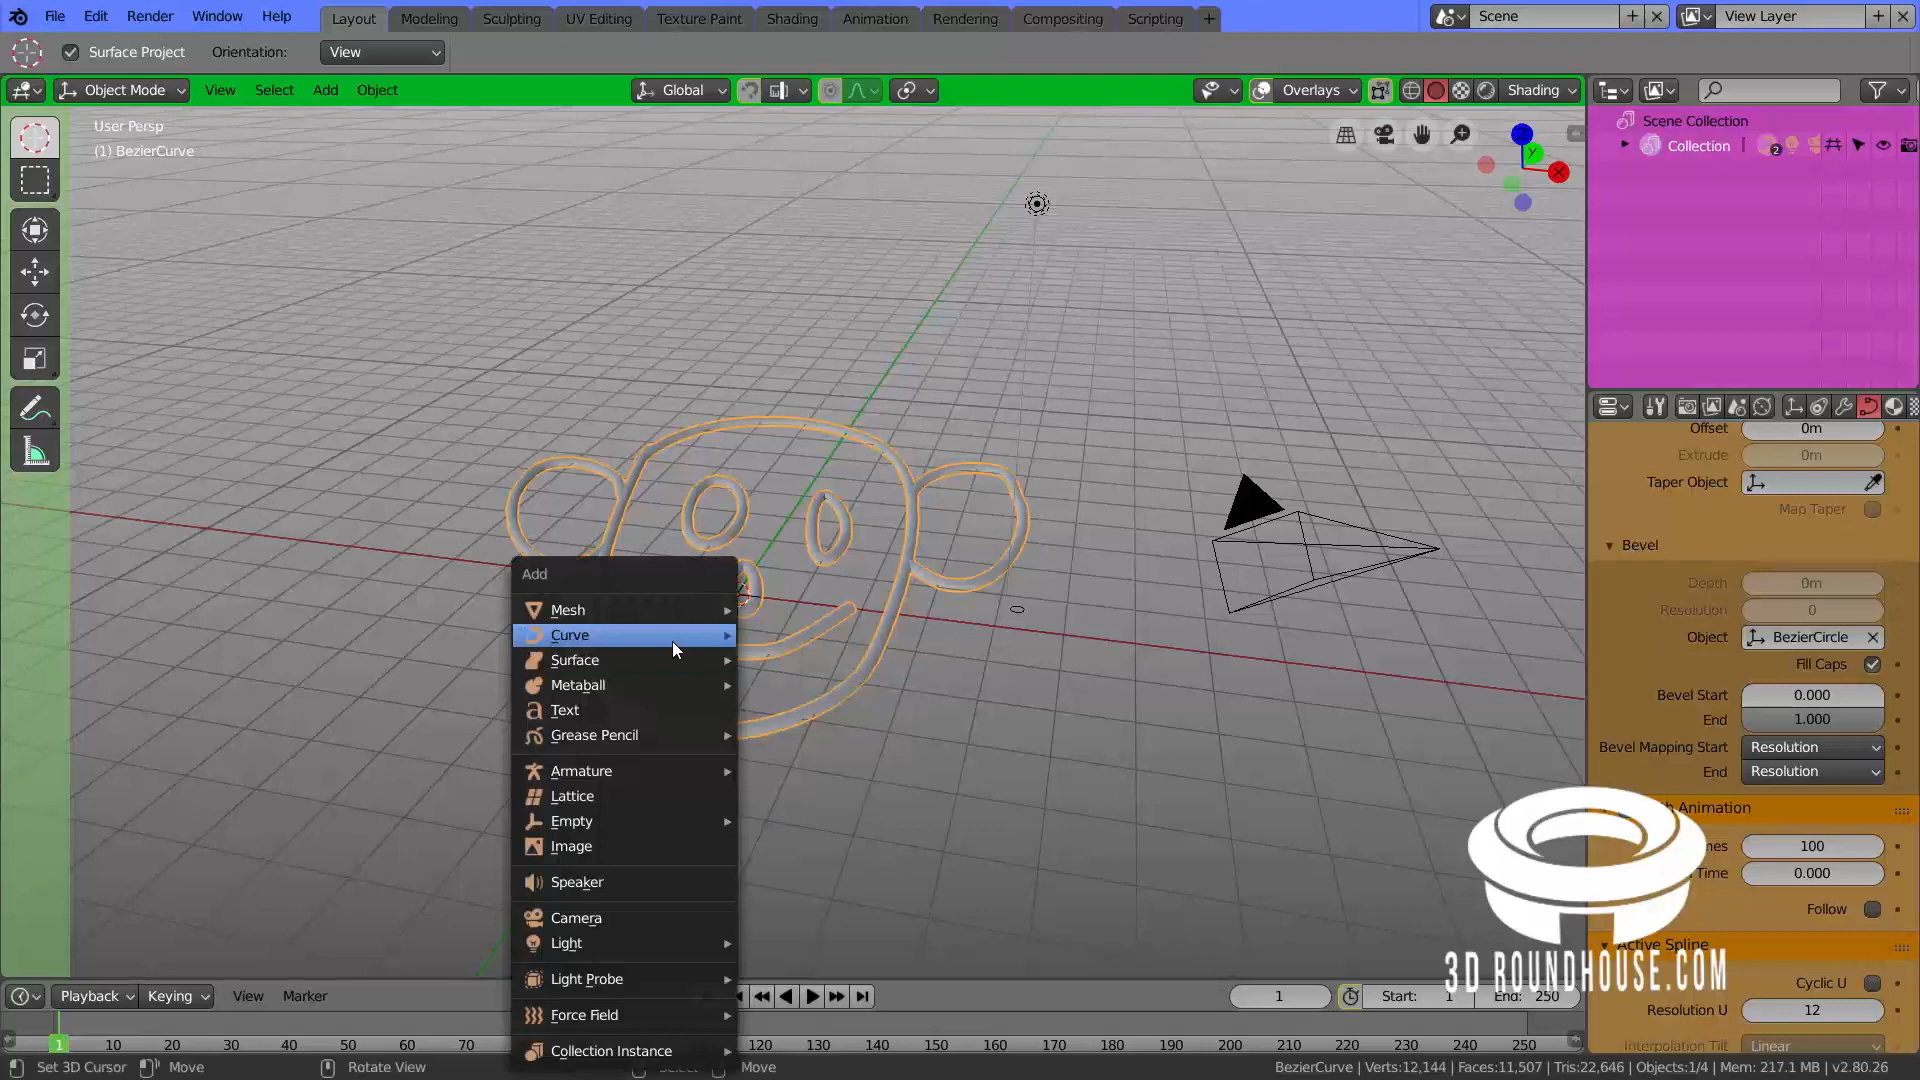 File Edit Render Window Help Layout Modeling Sculpting UV Editing Texture Paint Shading Animation Rendering Compositing Scripting + Scene View Layer
Surface Project Orientation: View
Object Mode View Select Add Object Global Overlays Shading
User Persp
(1) BezierCurve
Z
Y
X
Scene Collection
Collection 2
Offset 0m
Extrude 0m
Taper Object
Map Taper
Bevel
Depth 0m
Resolution 0
Object BezierCircle
Fill Caps
Bevel Start 0.000
End 1.000
Bevel Mapping Start Resolution
End Resolution
Animation
100
Time 0.000
Follow
Active Spline
Cyclic U
Resolution U 12
Interpolation Tilt Linear
Add
Mesh
Curve
Surface
Metaball
Text
Grease Pencil
Armature
Lattice
Empty
Image
Speaker
Camera
Light
Light Probe
Force Field
Collection Instance
3D ROUNDHOUSE.COM
Playback Keying View Marker 1 Start: 1 End: 250
1 10 20 30 40 50 60 70 120 130 140 150 160 170 180 190 200 210 220 230 240 250
Set 3D Cursor Move Rotate View Select Move BezierCurve | Verts:12,144 | Faces:11,507 | Tris:22,646 | Objects:1/4 | Mem: 217.1 MB | v2.80.26